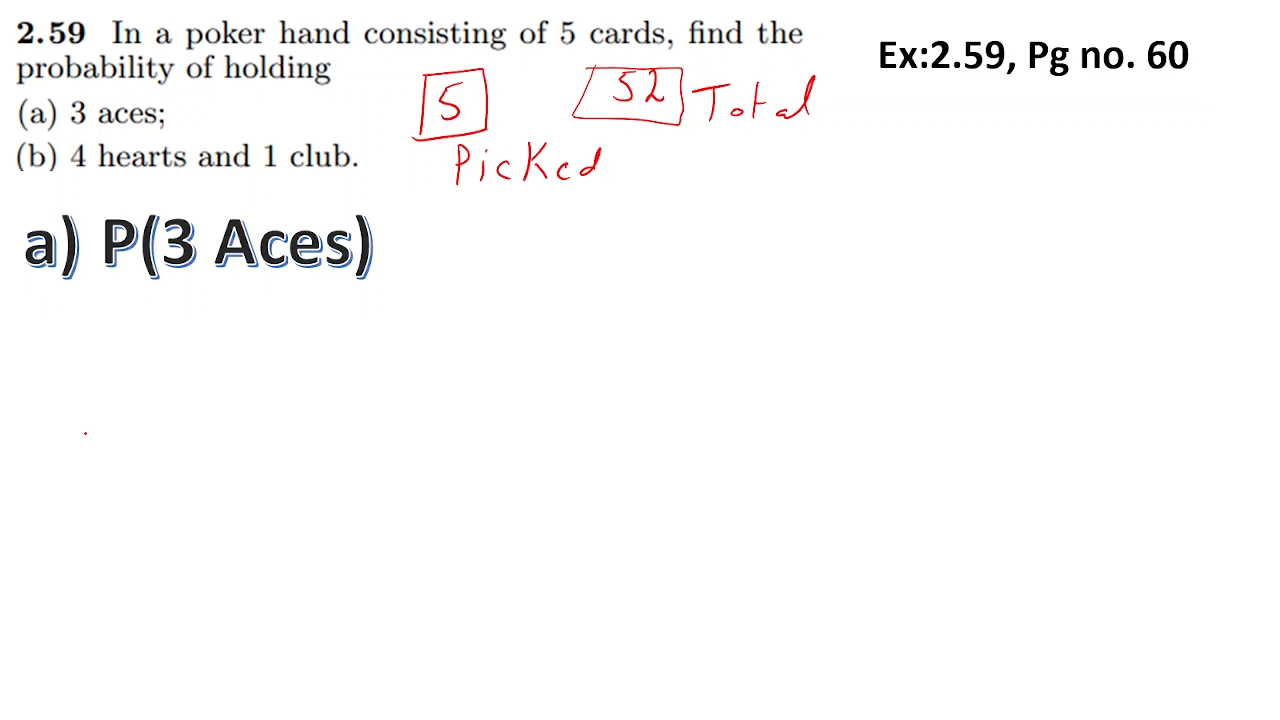 2.59 In a poker hand consisting of 5 cards, find the
probability of holding
(a) 3 aces;
(b) 4 hearts and 1 club.
Ex:2.59, Pg no. 60
5
Picked
52 Total
a) P(3 Aces)